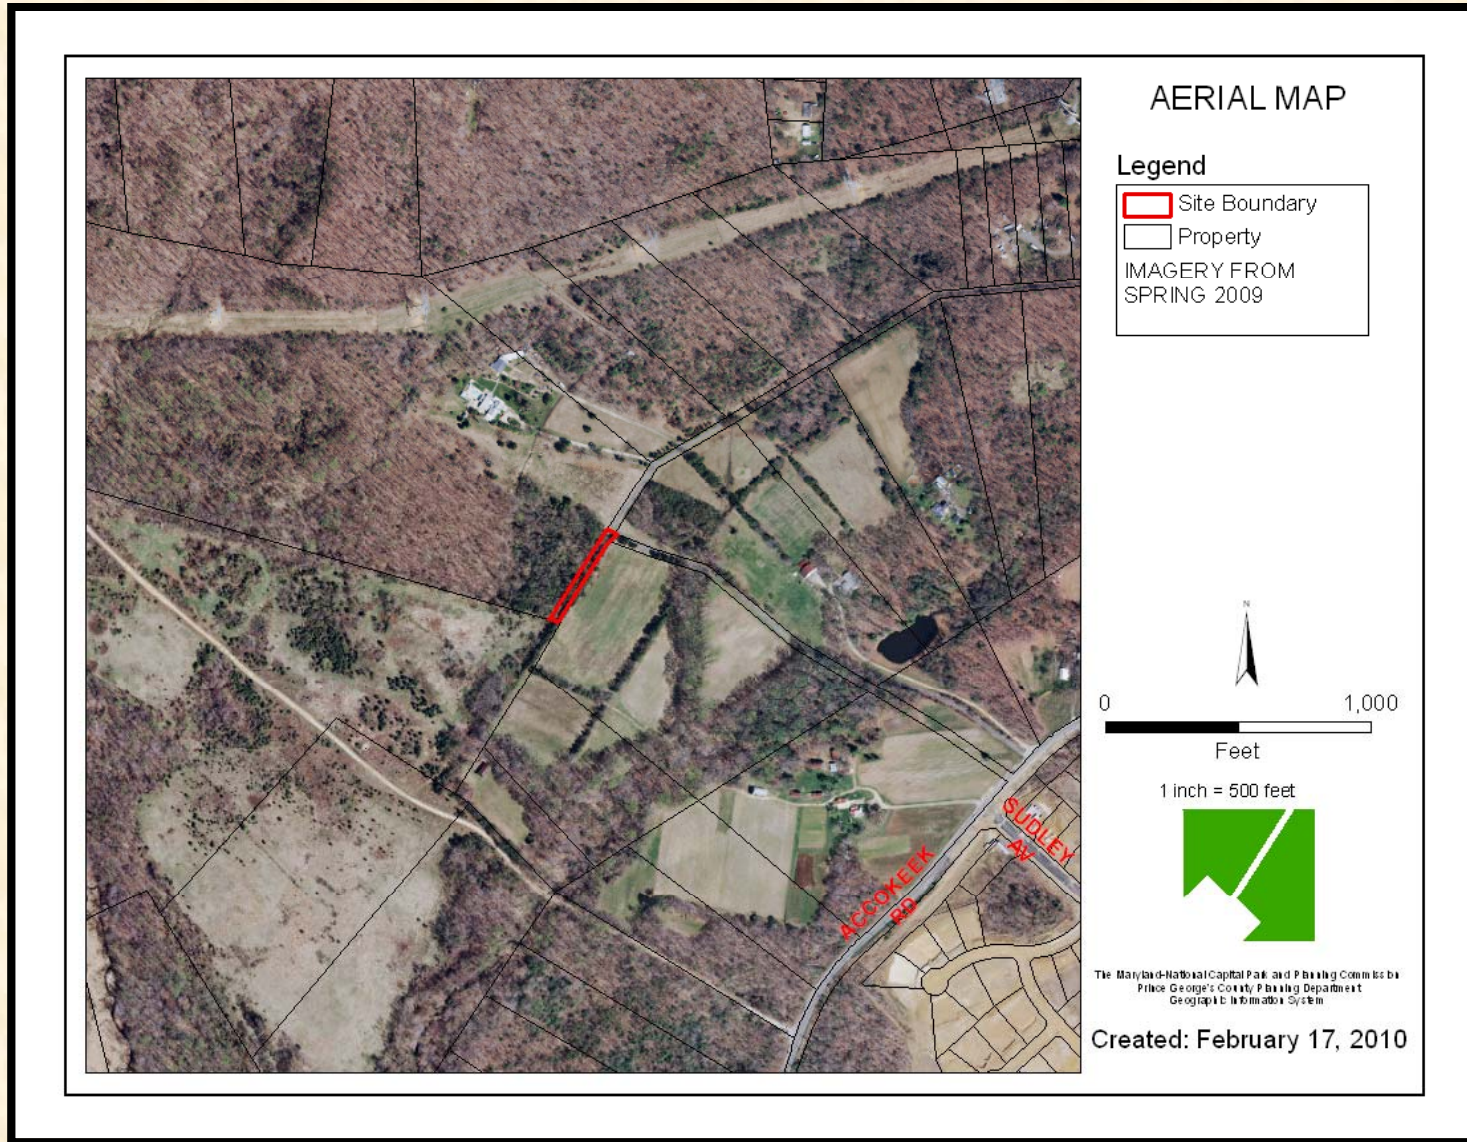 AERIAL MAP
Legend
Site Boundary
Property
IMAGERY FROM
SPRING 2009
N
0 1,000
Feet
1 inch = 500 feet
SUDLEY
AV
ACCOKEEK
RD
The Maryland-National Capital Park and Planning Commission
Prince George's County Planning Department
Geographic Information System
Created: February 17, 2010